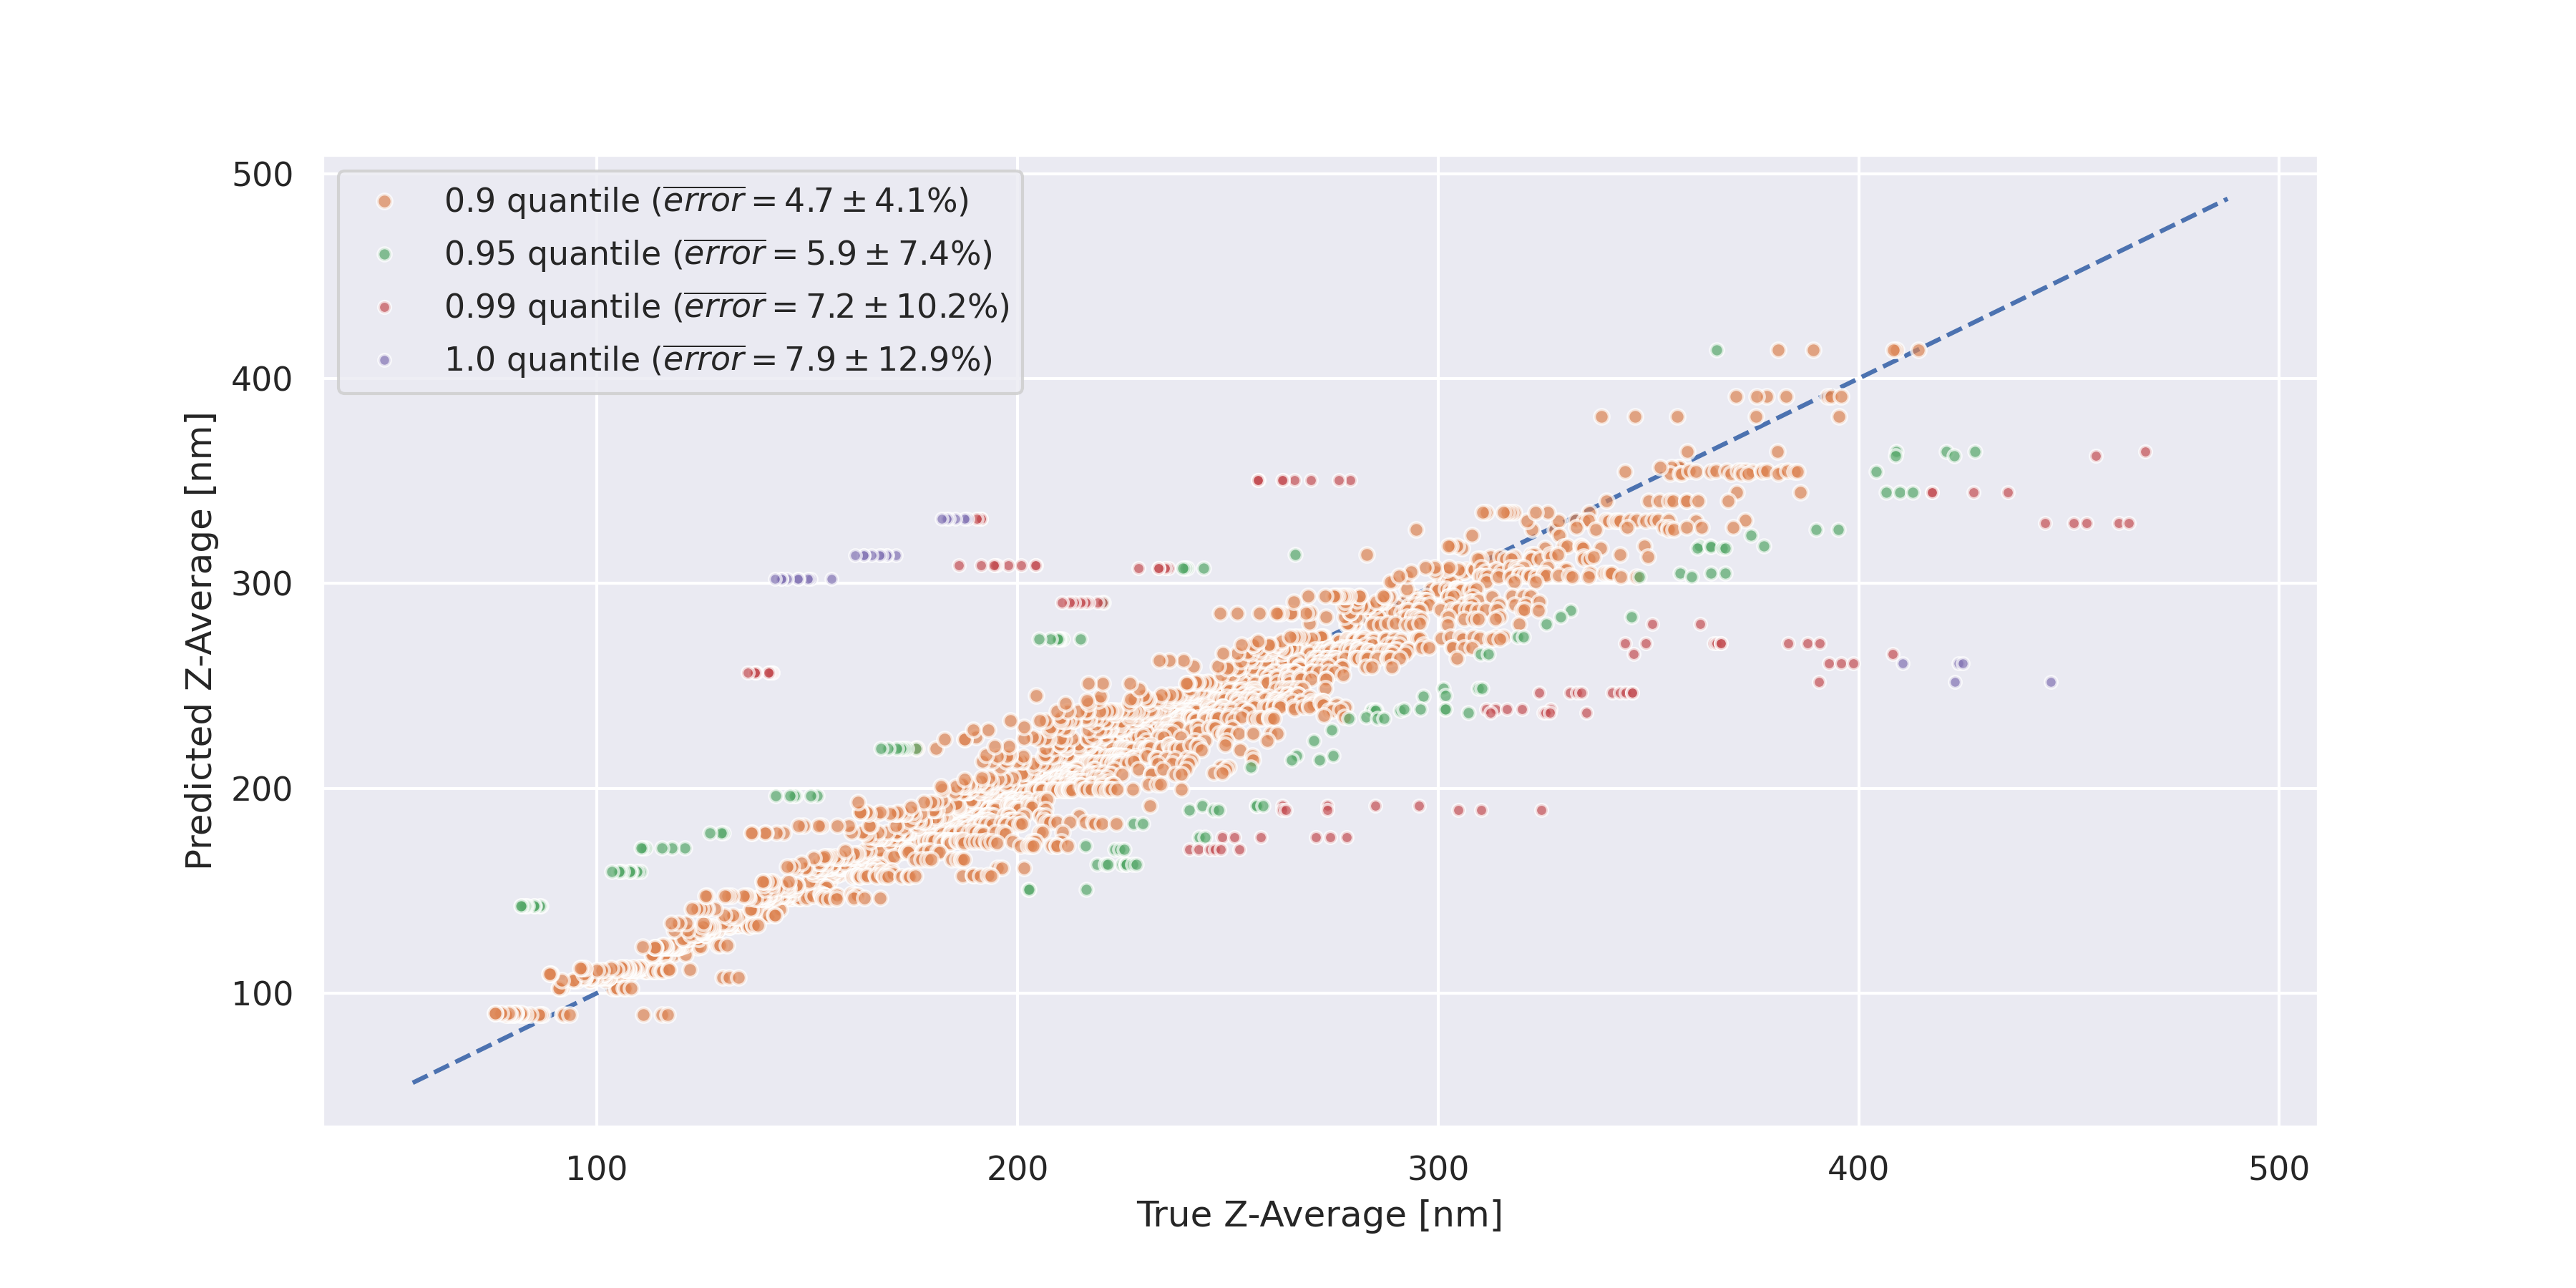 0.9 quantile (error = 4.7 ± 4.1%)
0.95 quantile (error = 5.9 ± 7.4%)
0.99 quantile (error = 7.2 ± 10.2%)
1.0 quantile (error = 7.9 ± 12.9%)
500
400
300
200
100
Predicted Z-Average [nm]
100 200 300 400 500
True Z-Average [nm]